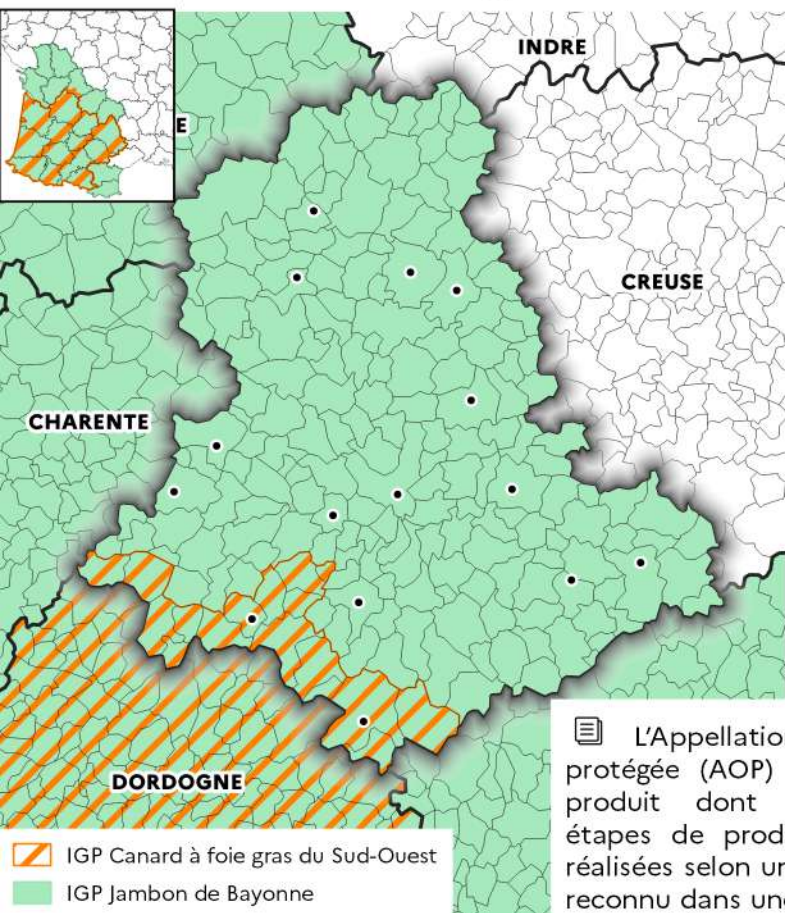 INDRE
E
CREUSE
CHARENTE
DORDOGNE
IGP Canard à foie gras du Sud-Ouest
IGP Jambon de Bayonne
L'Appellation
protégée (AOP)
produit dont
étapes de prod
réalisées selon un
reconnu dans une